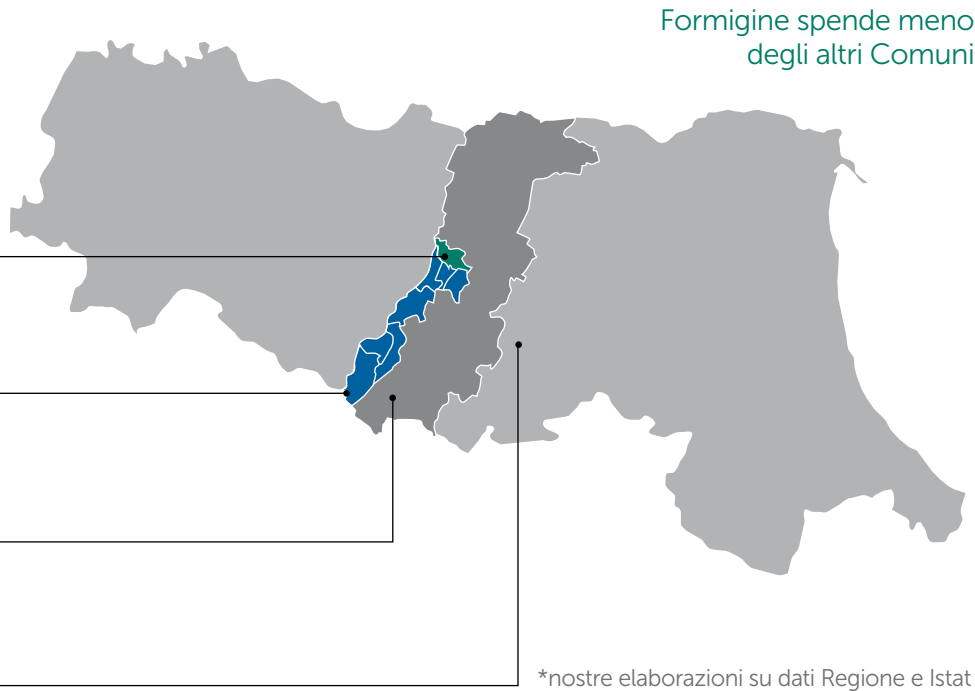 Formigine spende meno
degli altri Comuni
*nostre elaborazioni su dati Regione e Istat